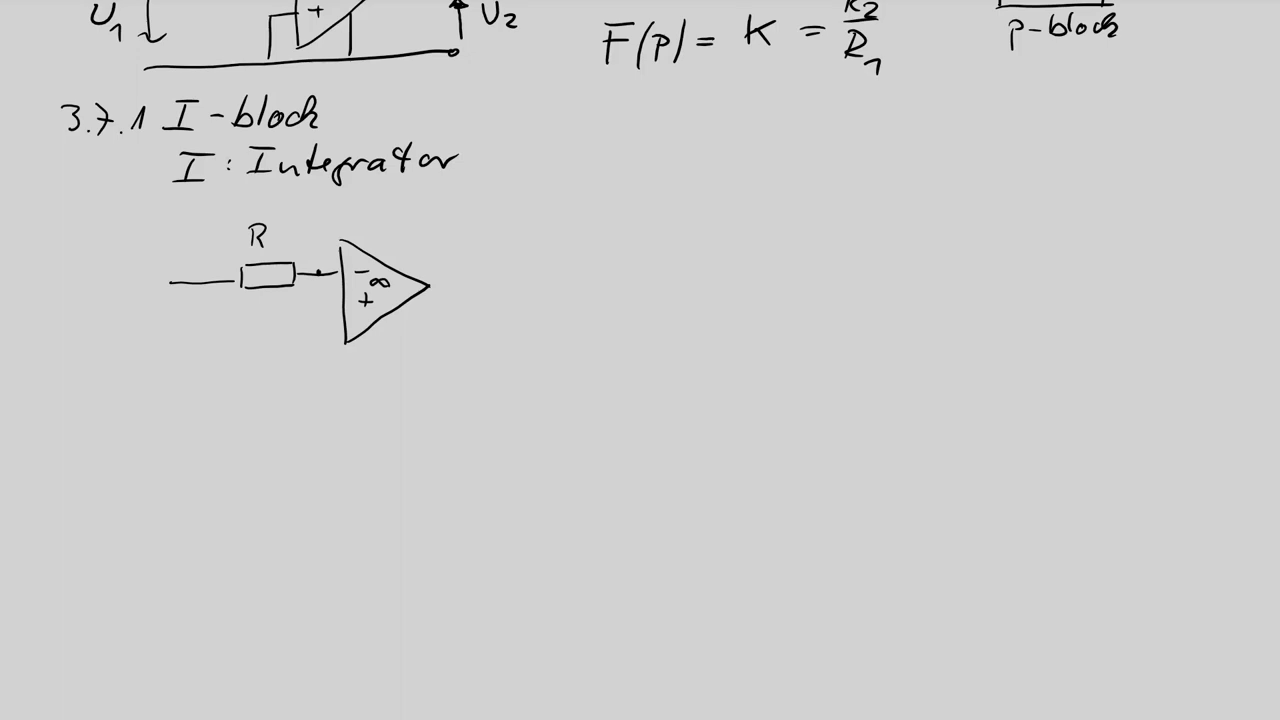 U₁ + U₂ F(p) = K = R₂/R₁ p-block
3.7.1 I-block
I : Integrator
R
- ∞
+